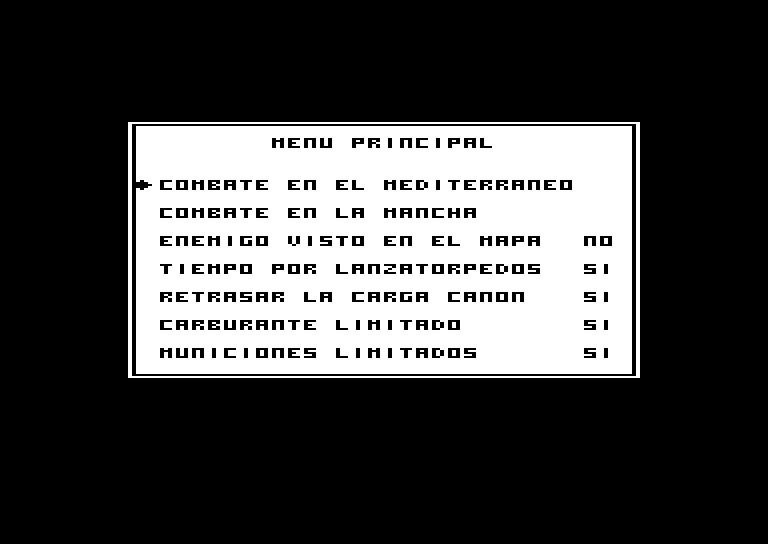 MENU PRINCIPAL
COMBATE EN EL MEDITERRANEO
COMBATE EN LA MANCHA
ENEMIGO VISTO EN EL MAPA NO
TIEMPO POR LANZATORPEDOS SI
RETRASAR LA CARGA CANON SI
CARBURANTE LIMITADO SI
MUNICIONES LIMITADOS SI